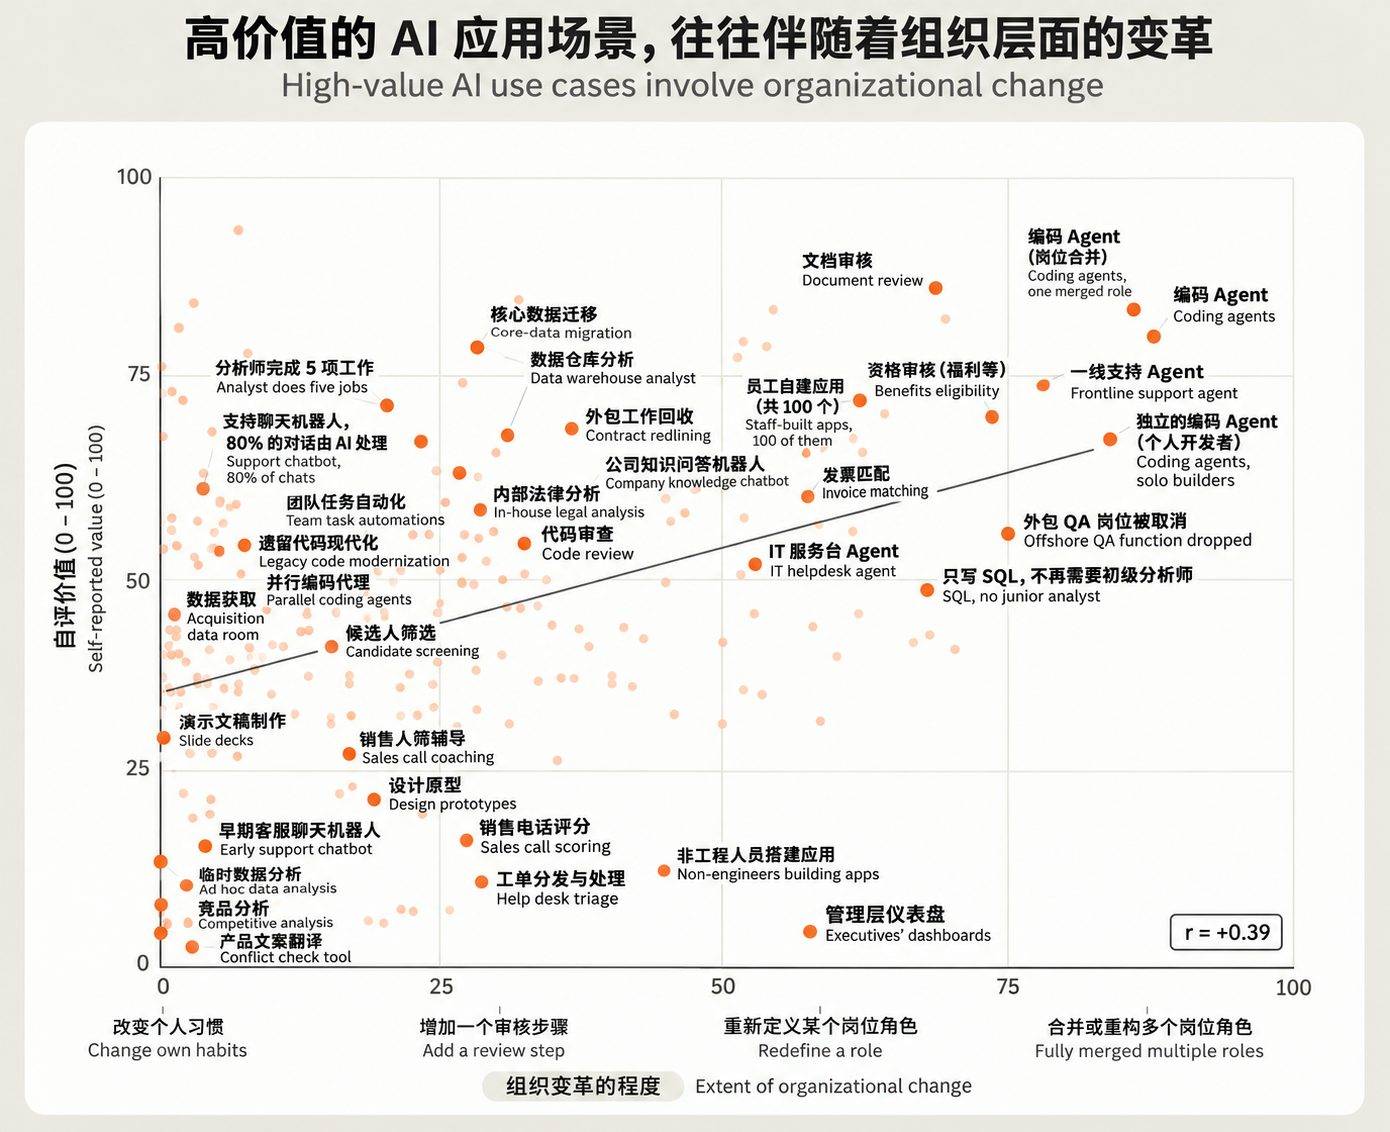 高价值的 AI 应用场景，往往伴随着组织层面的变革
High-value AI use cases involve organizational change
自评价值 (0 – 100)
Self-reported value (0 – 100)
100
75
50
25
0
编码 Agent
(岗位合并)
Coding agents,
one merged role
文档审核
Document review
编码 Agent
Coding agents
核心数据迁移
Core-data migration
数据仓库分析
Data warehouse analyst
分析师完成 5 项工作
Analyst does five jobs
资格审核 (福利等)
Benefits eligibility
一线支持 Agent
Frontline support agent
员工自建应用
(共 100 个)
Staff-built apps,
100 of them
支持聊天机器人，
80% 的对话由 AI 处理
Support chatbot,
80% of chats
外包工作回收
Contract redlining
独立的编码 Agent
(个人开发者)
Coding agents,
solo builders
公司知识问答机器人
Company knowledge chatbot
发票匹配
Invoice matching
团队任务自动化
Team task automations
内部法律分析
In-house legal analysis
外包 QA 岗位被取消
Offshore QA function dropped
遗留代码现代化
Legacy code modernization
代码审查
Code review
IT 服务台 Agent
IT helpdesk agent
只写 SQL，不再需要初级分析师
SQL, no junior analyst
并行编码代理
Parallel coding agents
数据获取
Acquisition
data room
候选人筛选
Candidate screening
演示文稿制作
Slide decks
销售人筛辅导
Sales call coaching
设计原型
Design prototypes
早期客服聊天机器人
Early support chatbot
销售电话评分
Sales call scoring
非工程人员搭建应用
Non-engineers building apps
临时数据分析
Ad hoc data analysis
工单分发与处理
Help desk triage
竞品分析
Competitive analysis
管理层仪表盘
Executives’ dashboards
产品文案翻译
Conflict check tool
r = +0.39
0
25
50
75
100
改变个人习惯
Change own habits
增加一个审核步骤
Add a review step
重新定义某个岗位角色
Redefine a role
合并或重构多个岗位角色
Fully merged multiple roles
组织变革的程度 Extent of organizational change